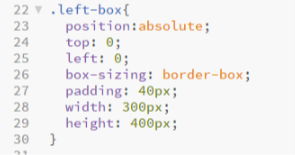 22 .left-box{
23 position:absolute;
24 top: 0;
25 left: 0;
26 box-sizing: border-box;
27 padding: 40px;
28 width: 300px;
29 height: 400px;
30 }